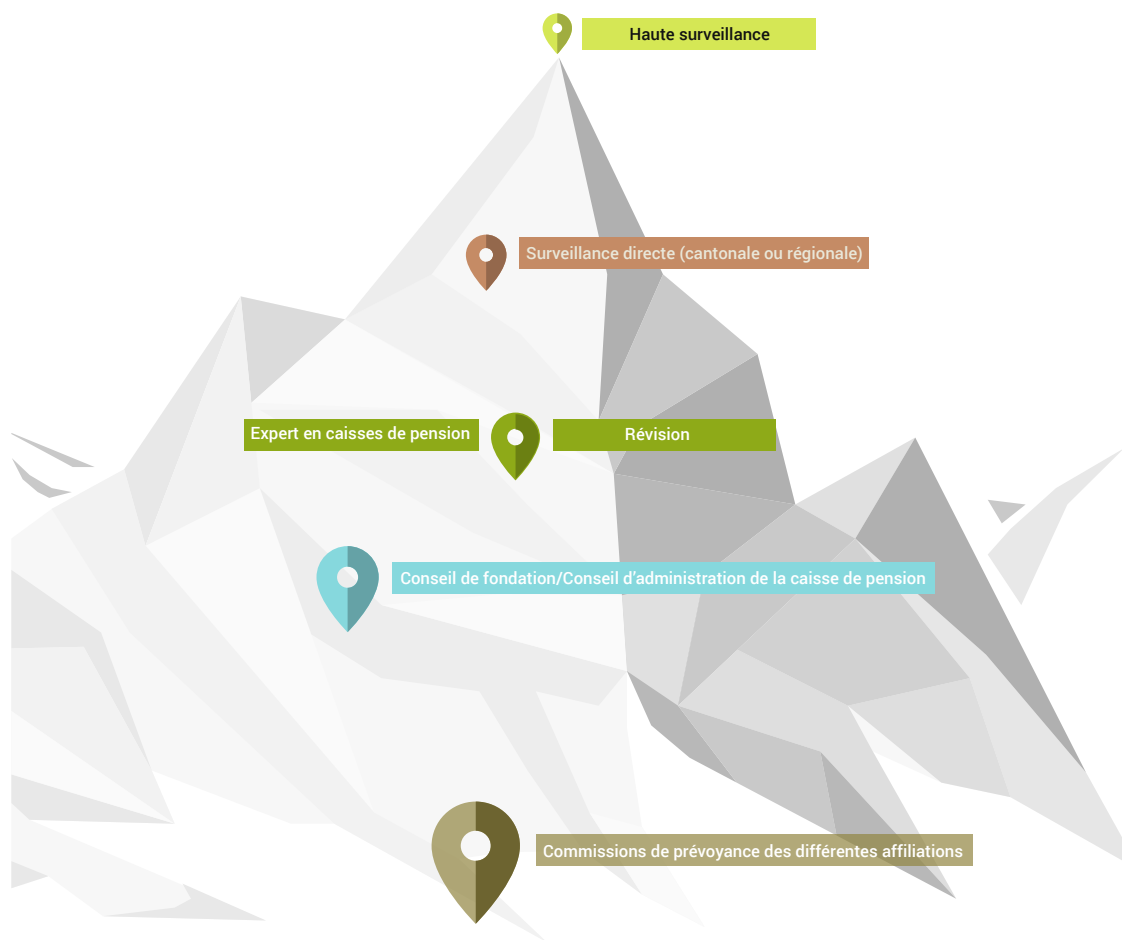 Haute surveillance
Surveillance directe (cantonale ou régionale)
Expert en caisses de pension
Révision
Conseil de fondation/Conseil d’administration de la caisse de pension
Commissions de prévoyance des différentes affiliations